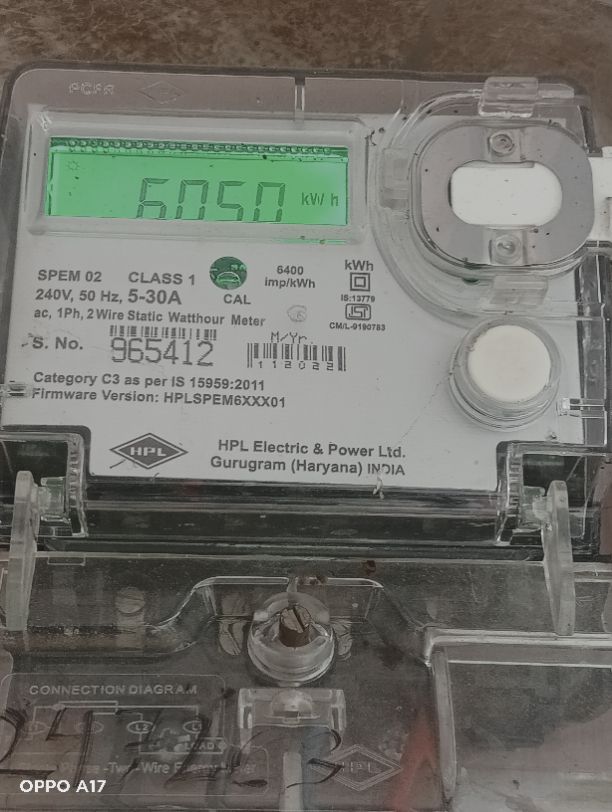 6050 kWh
SPEM 02 CLASS 1 6400 imp/kWh kWh
240V, 50 Hz, 5-30A CAL IS:13779
ac, 1Ph, 2 Wire Static Watthour Meter CM/L-9190783
S. No. 965412 M/Yr. 112022
Category C3 as per IS 15959:2011
Firmware Version: HPLSPEM6XXX01
HPL HPL Electric & Power Ltd.
Gurugram (Haryana) INDIA
CONNECTION DIAGRAM
LOAD
HPL
OPPO A17